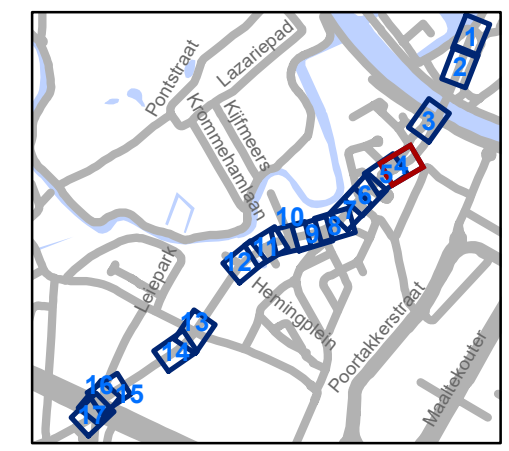 1
2
Lazariepad
Pontstraat
3
Kijfmeers
Krommehamlaan
4
5
6
7
8
9
10
11
12
Leiepark
Hemingplein
13
14
Poortakkerstraat
Maaltekouter
16
15
17